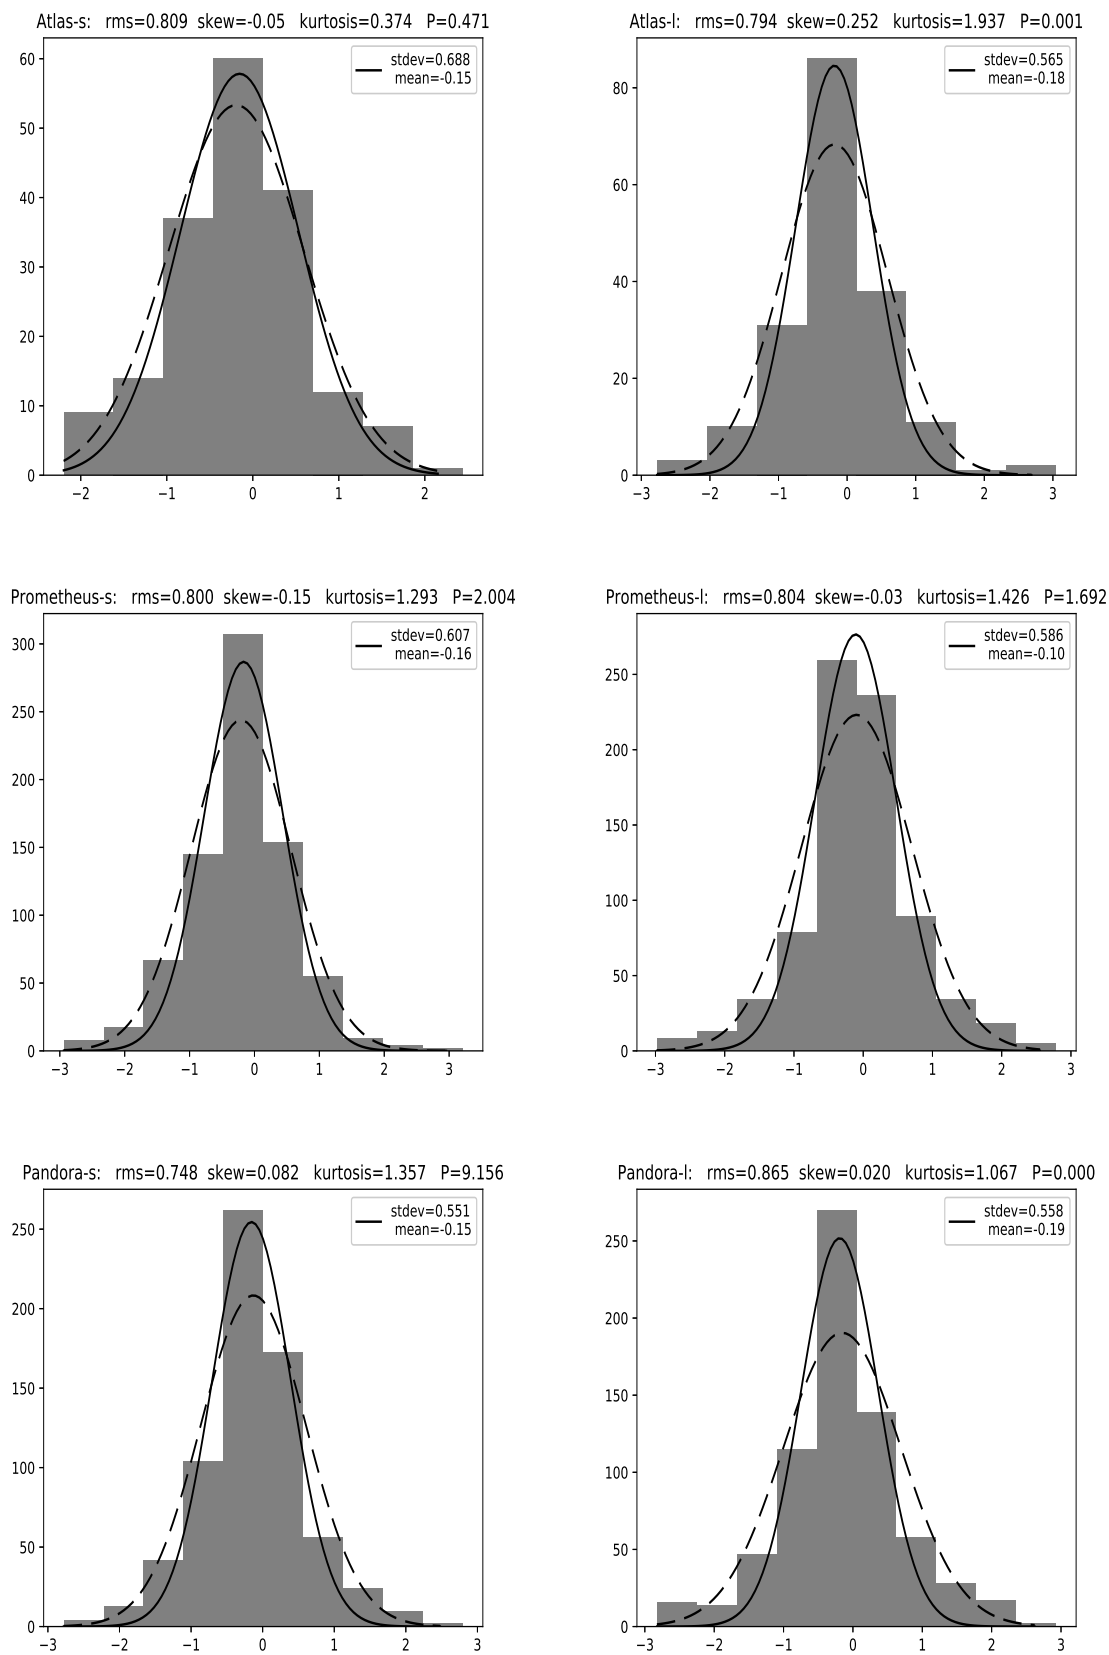 Atlas-s: rms=0.809 skew=-0.05 kurtosis=0.374 P=0.471
stdev=0.688
mean=-0.15
60
50
40
30
20
10
0
−2 −1 0 1 2
Atlas-l: rms=0.794 skew=0.252 kurtosis=1.937 P=0.001
stdev=0.565
mean=-0.18
80
60
40
20
0
−3 −2 −1 0 1 2 3
Prometheus-s: rms=0.800 skew=-0.15 kurtosis=1.293 P=2.004
stdev=0.607
mean=-0.16
300
250
200
150
100
50
0
−3 −2 −1 0 1 2 3
Prometheus-l: rms=0.804 skew=-0.03 kurtosis=1.426 P=1.692
stdev=0.586
mean=-0.10
250
200
150
100
50
0
−3 −2 −1 0 1 2 3
Pandora-s: rms=0.748 skew=0.082 kurtosis=1.357 P=9.156
stdev=0.551
mean=-0.15
250
200
150
100
50
0
−3 −2 −1 0 1 2 3
Pandora-l: rms=0.865 skew=0.020 kurtosis=1.067 P=0.000
stdev=0.558
mean=-0.19
250
200
150
100
50
0
−3 −2 −1 0 1 2 3